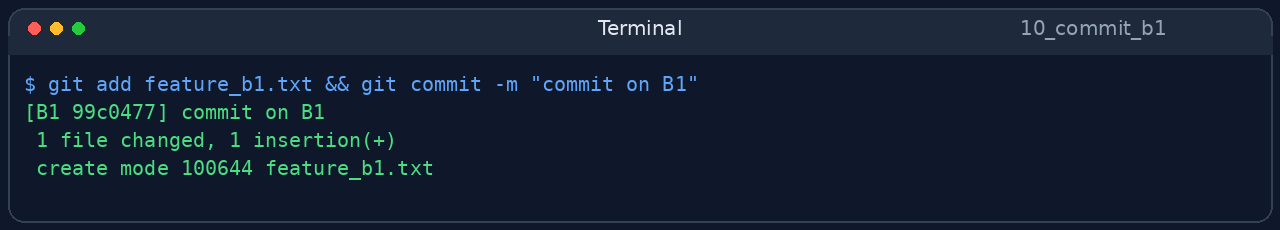 Terminal
10_commit_b1
$ git add feature_b1.txt && git commit -m "commit on B1"
[B1 99c0477] commit on B1
 1 file changed, 1 insertion(+)
 create mode 100644 feature_b1.txt